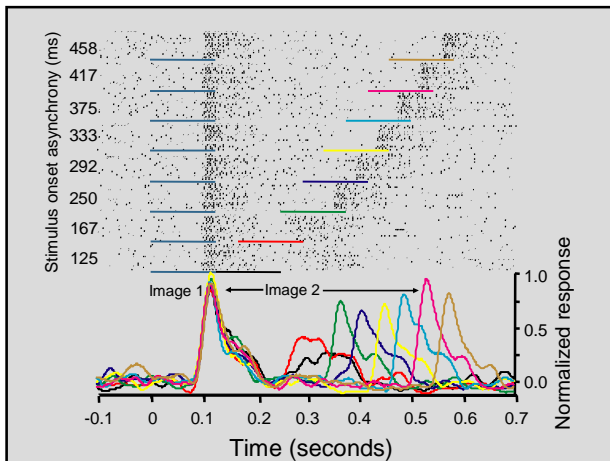 Stimulus onset asynchrony (ms)
458
417
375
333
292
250
167
125
Image 1
Image 2
1.0
0.5
0.0
Normalized response
-0.1 0 0.1 0.2 0.3 0.4 0.5 0.6 0.7
Time (seconds)